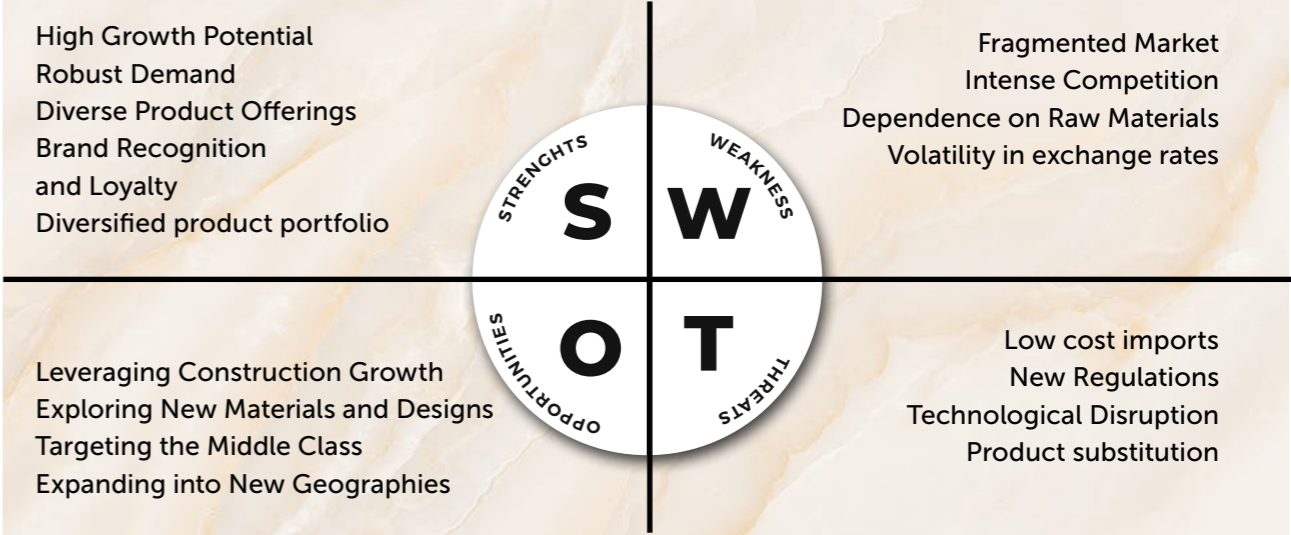 High Growth Potential
Robust Demand
Diverse Product Offerings
Brand Recognition
and Loyalty
Diversified product portfolio
STRENGHTS
S
WEAKNESS
W
Fragmented Market
Intense Competition
Dependence on Raw Materials
Volatility in exchange rates
Leveraging Construction Growth
Exploring New Materials and Designs
Targeting the Middle Class
Expanding into New Geographies
OPPORTUNITIES
O
THREATS
T
Low cost imports
New Regulations
Technological Disruption
Product substitution